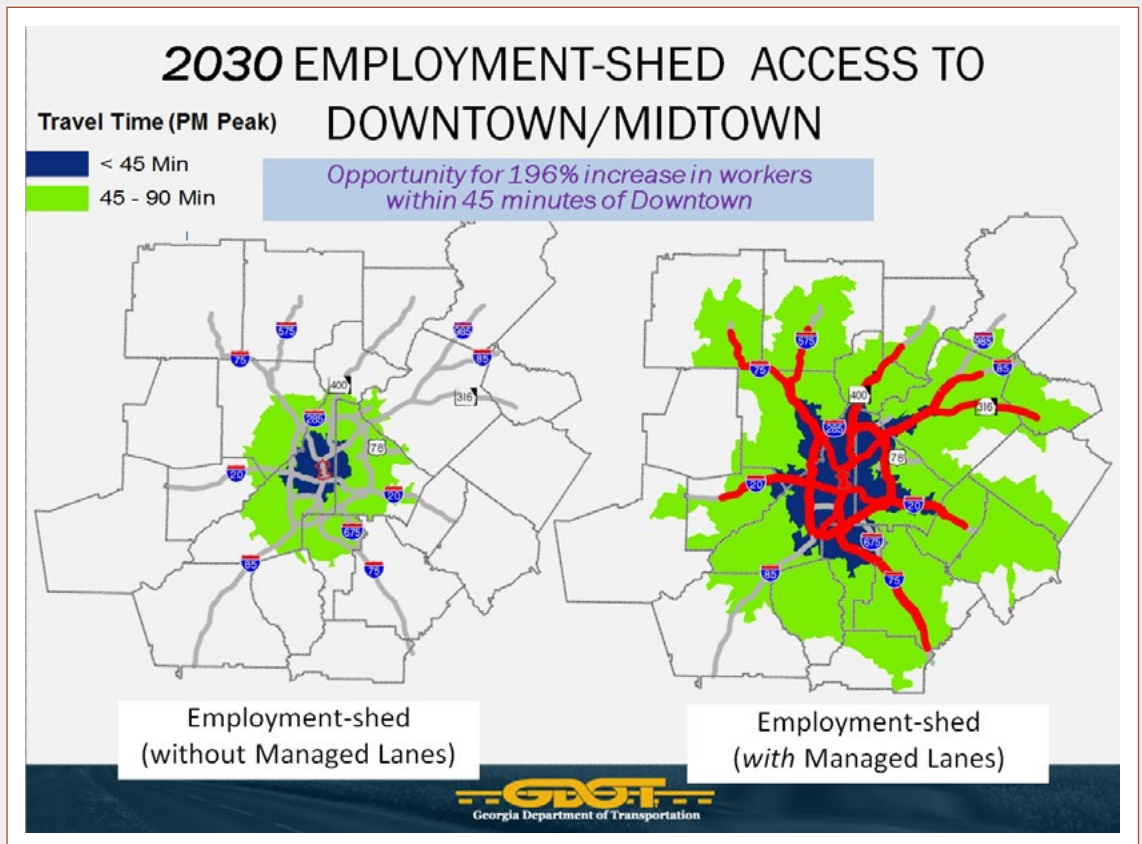 2030 EMPLOYMENT-SHED ACCESS TO
DOWNTOWN/MIDTOWN
Travel Time (PM Peak)
< 45 Min
45 - 90 Min
Opportunity for 196% increase in workers
within 45 minutes of Downtown
575
985
75
85
400
316
285
78
20
20
675
85
75
575
985
75
85
400
316
285
78
20
20
675
85
75
Employment-shed
(without Managed Lanes)
Employment-shed
(with Managed Lanes)
GDOT
Georgia Department of Transportation